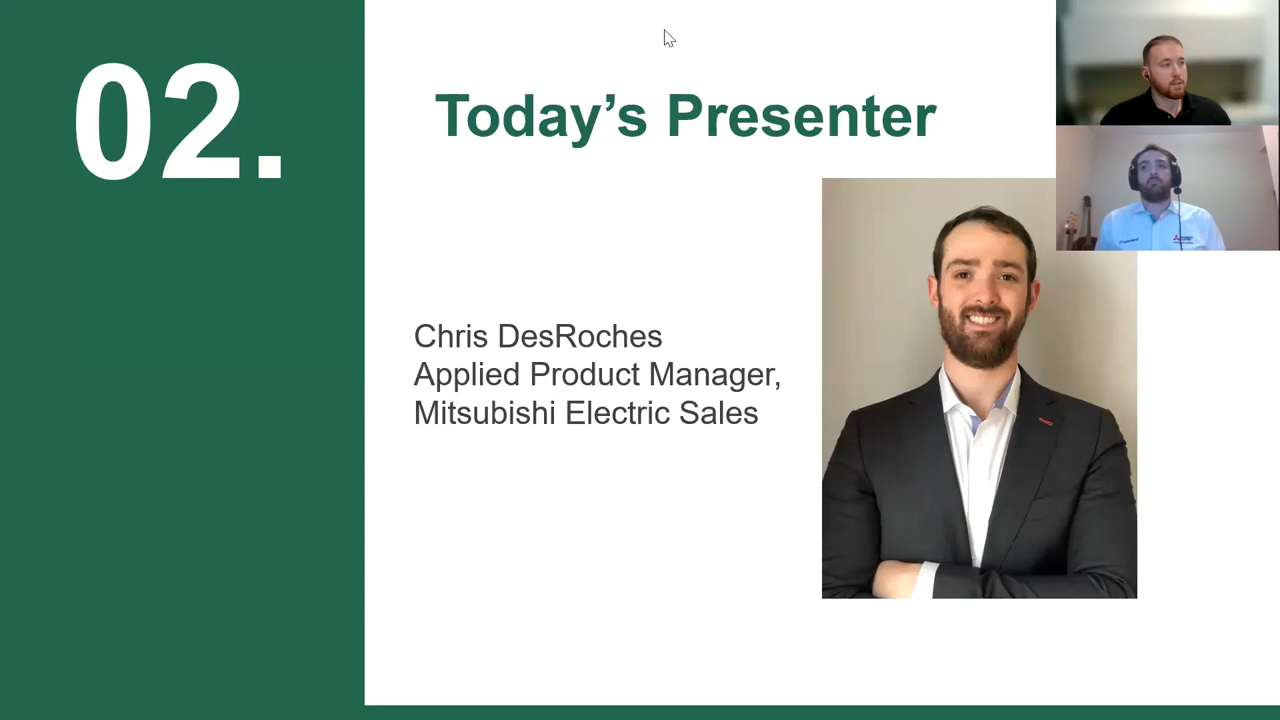 02.
Today’s Presenter
Chris DesRoches
Applied Product Manager,
Mitsubishi Electric Sales